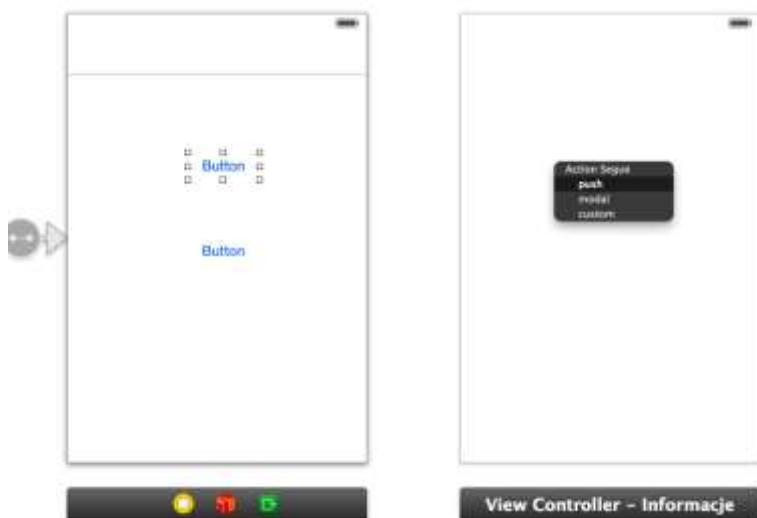 Button
Button
Action Segue
push
modal
custom
View Controller – Informacje